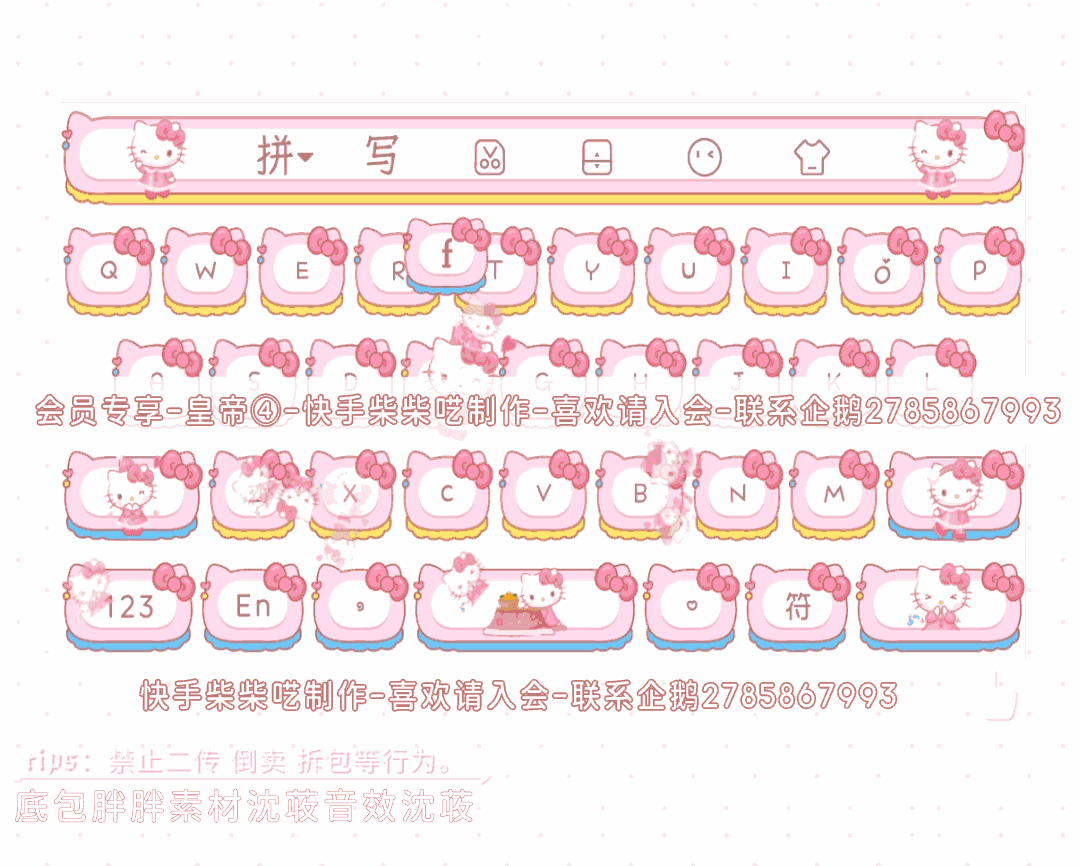 拼 写
Q W E R f T Y U I O P
A S D G H J K L
会员专享-皇帝④-快手柴柴呓制作-喜欢请入会-联系企鹅2785867993
Z X C V B N M
123 En , 符
快手柴柴呓制作-喜欢请入会-联系企鹅2785867993
tips：禁止二传 倒卖 拆包等行为。
底包胖胖素材沈荍音效沈荍